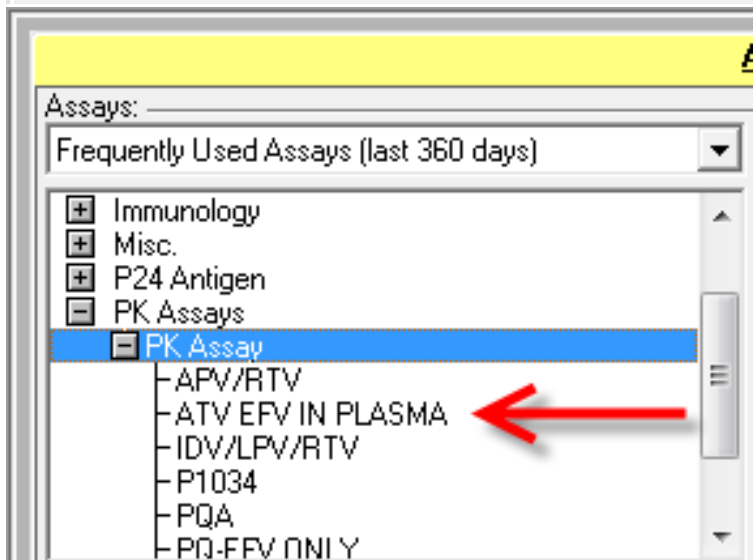 Assays:
Frequently Used Assays (last 360 days)
Immunology
Misc.
P24 Antigen
PK Assays
PK Assay
APV/RTV
ATV EFV IN PLASMA
IDV/LPV/RTV
P1034
PQA
PQ-EFV ONLY